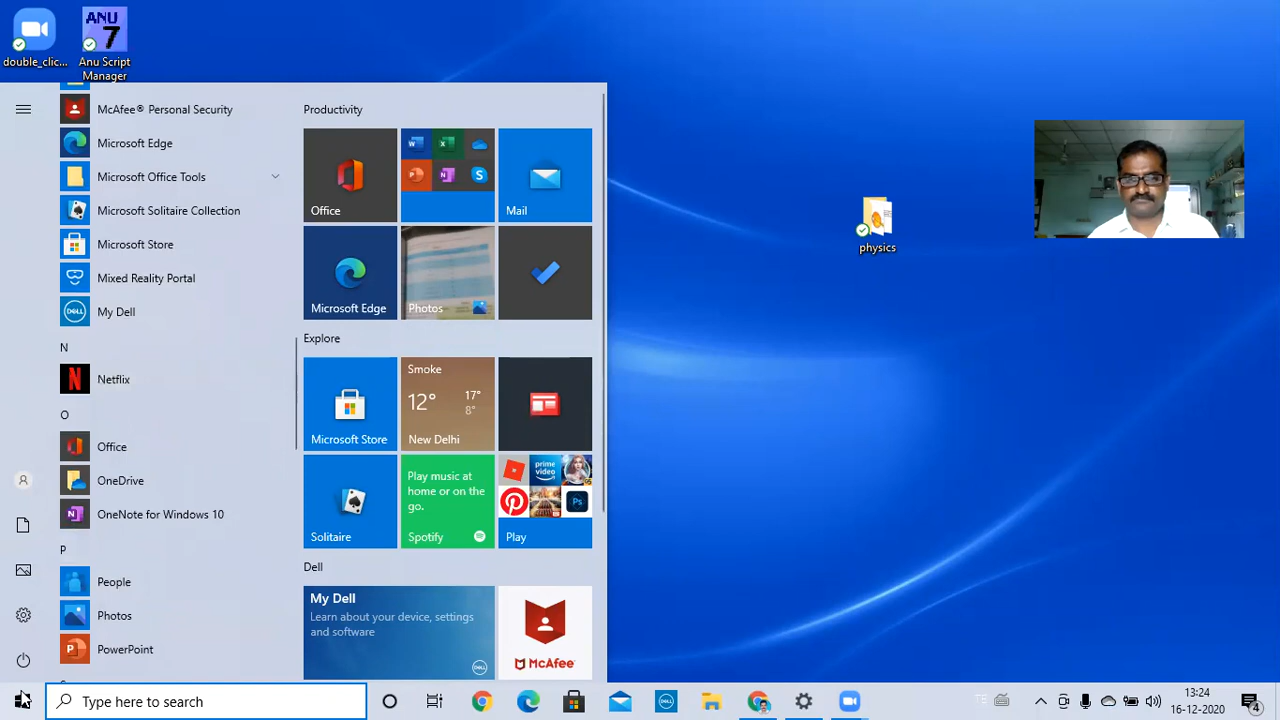 double_clic...
ANU
7
Anu Script
Manager
McAfee® Personal Security
Microsoft Edge
Microsoft Office Tools
Microsoft Solitaire Collection
Microsoft Store
Mixed Reality Portal
My Dell
N
Netflix
O
Office
OneDrive
OneNote for Windows 10
P
People
Photos
PowerPoint
Productivity
Office
Mail
Microsoft Edge
Photos
Explore
Microsoft Store
Smoke
12° 17°
8°
New Delhi
Solitaire
Play music at
home or on the
go.
Spotify
prime video
Ps
Play
Dell
My Dell
Learn about your device, settings
and software
DELL
McAfee
physics
Type here to search
13:24
16-12-2020
4